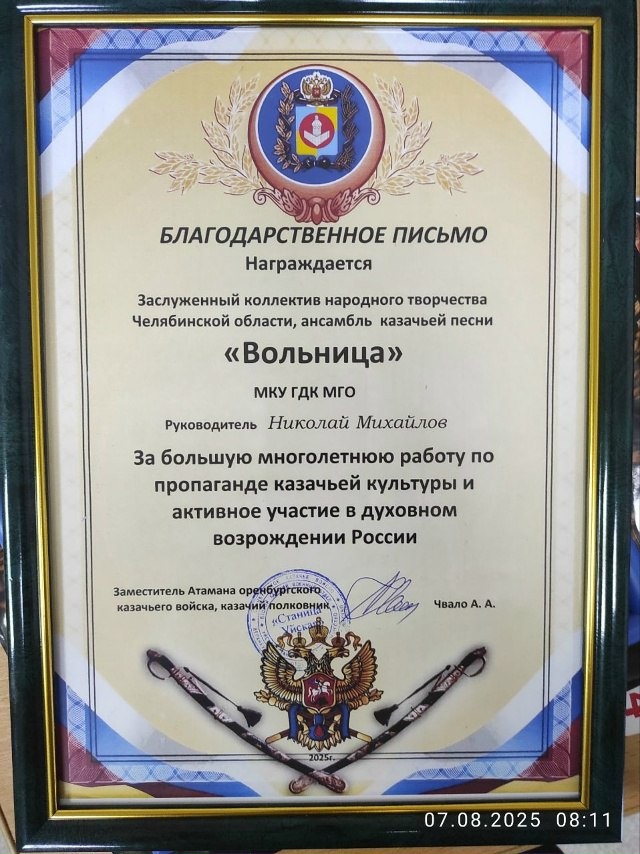 БЛАГОДАРСТВЕННОЕ ПИСЬМО
Награждается
Заслуженный коллектив народного творчества
Челябинской области, ансамбль казачьей песни
«Вольница»
МКУ ГДК МГО
Руководитель Николай Михайлов
За большую многолетнюю работу по
пропаганде казачьей культуры и
активное участие в духовном
возрождении России
Заместитель Атамана оренбургского
казачьего войска, казачий полковник Чвало А. А.
«Станица
Уйская
2025г.
07.08.2025 08:11